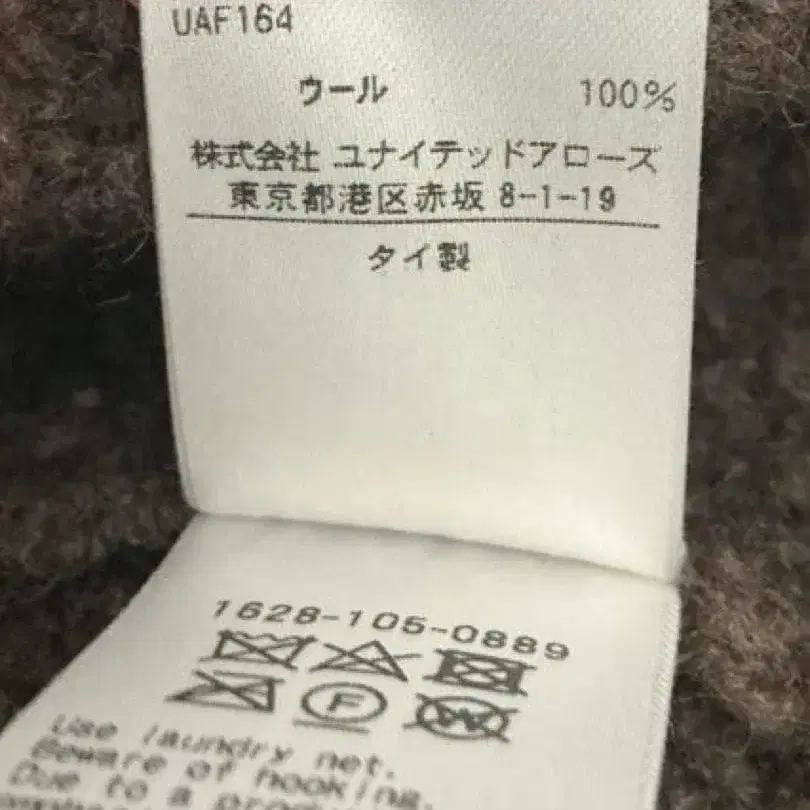 UAF164
ウール 100%
株式会社 ユナイテッドアローズ
東京都港区赤坂 8-1-19
タイ製
1628-105-0889
F
W
Use laundry net.
Beware of hooking.
Due to a